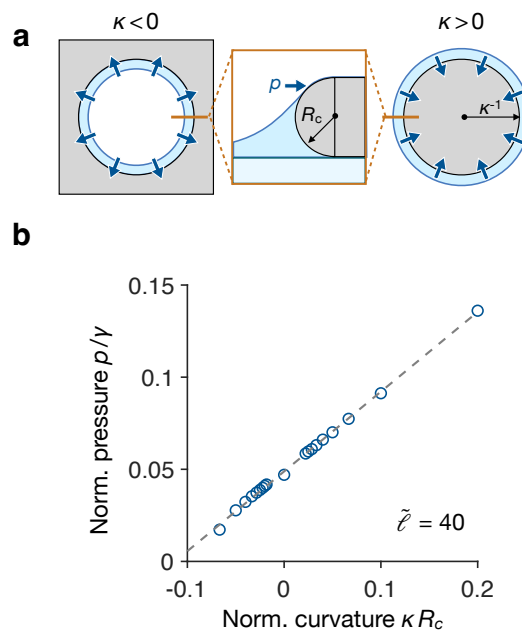 a
κ < 0
κ > 0
p
R_c
κ⁻¹
b
Norm. pressure p/γ
0.15
0.1
0.05
0
-0.1
0
0.1
0.2
ℓ̃ = 40
Norm. curvature κ R_c